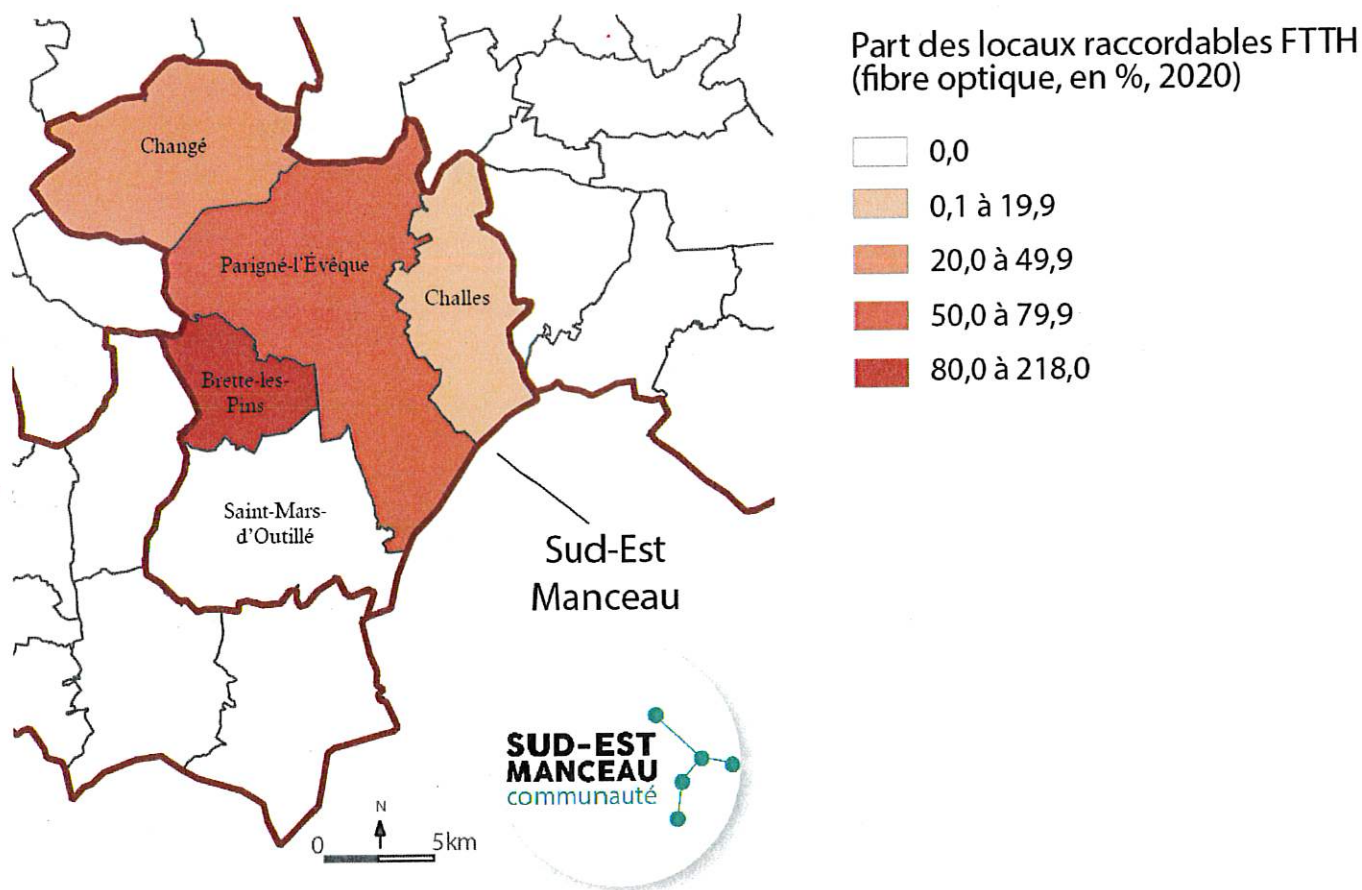 Part des locaux raccordables FTTH
(fibre optique, en %, 2020)
0,0
0,1 à 19,9
20,0 à 49,9
50,0 à 79,9
80,0 à 218,0
Changé
Parigné-l'Évêque
Challes
Brette-les-
Pins
Saint-Mars-
d'Outillé
Sud-Est
Manceau
SUD-EST
MANCEAU
communauté
N
0
5km